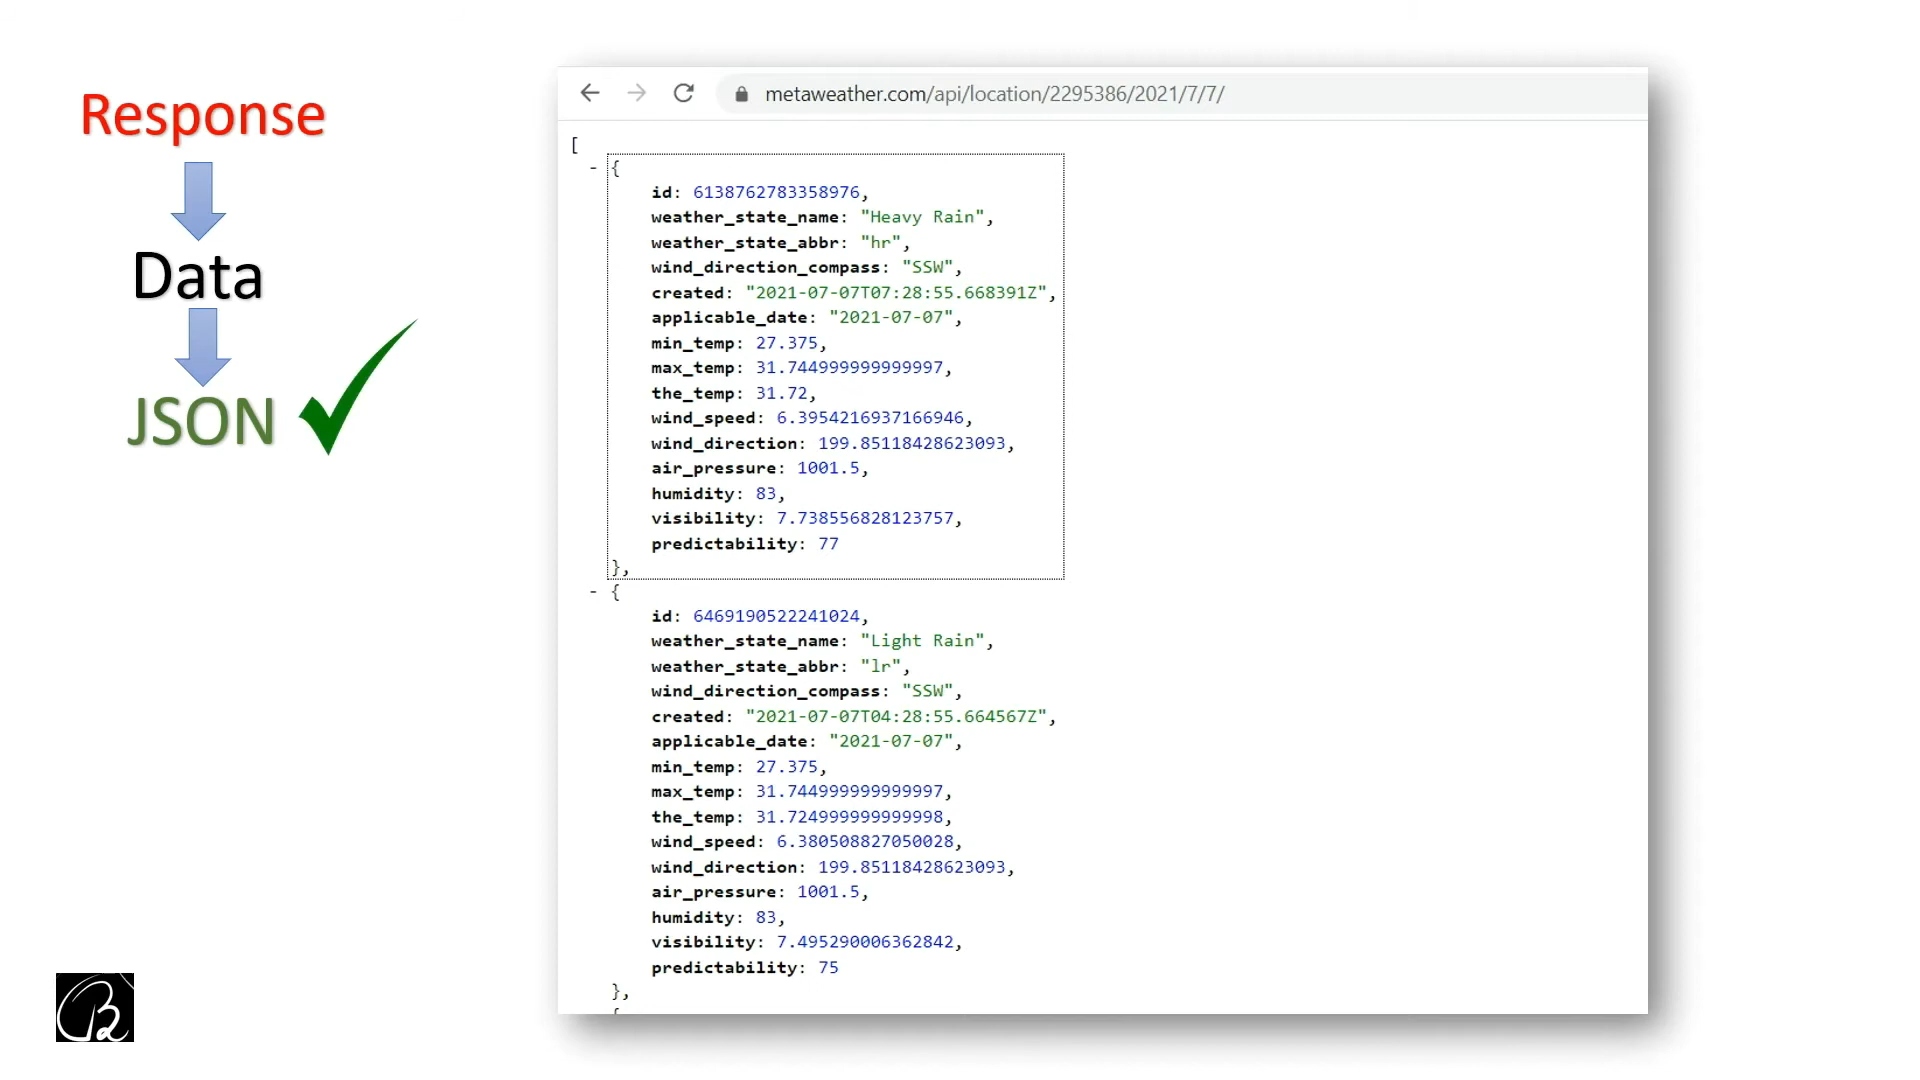 Response
Data
JSON
metaweather.com/api/location/2295386/2021/7/7/
[
- {
id: 6138762783358976,
weather_state_name: "Heavy Rain",
weather_state_abbr: "hr",
wind_direction_compass: "SSW",
created: "2021-07-07T07:28:55.668391Z",
applicable_date: "2021-07-07",
min_temp: 27.375,
max_temp: 31.744999999999997,
the_temp: 31.72,
wind_speed: 6.3954216937166946,
wind_direction: 199.85118428623093,
air_pressure: 1001.5,
humidity: 83,
visibility: 7.738556828123757,
predictability: 77
},
- {
id: 6469190522241024,
weather_state_name: "Light Rain",
weather_state_abbr: "lr",
wind_direction_compass: "SSW",
created: "2021-07-07T04:28:55.664567Z",
applicable_date: "2021-07-07",
min_temp: 27.375,
max_temp: 31.744999999999997,
the_temp: 31.724999999999998,
wind_speed: 6.380508827050028,
wind_direction: 199.85118428623093,
air_pressure: 1001.5,
humidity: 83,
visibility: 7.495290006362842,
predictability: 75
},